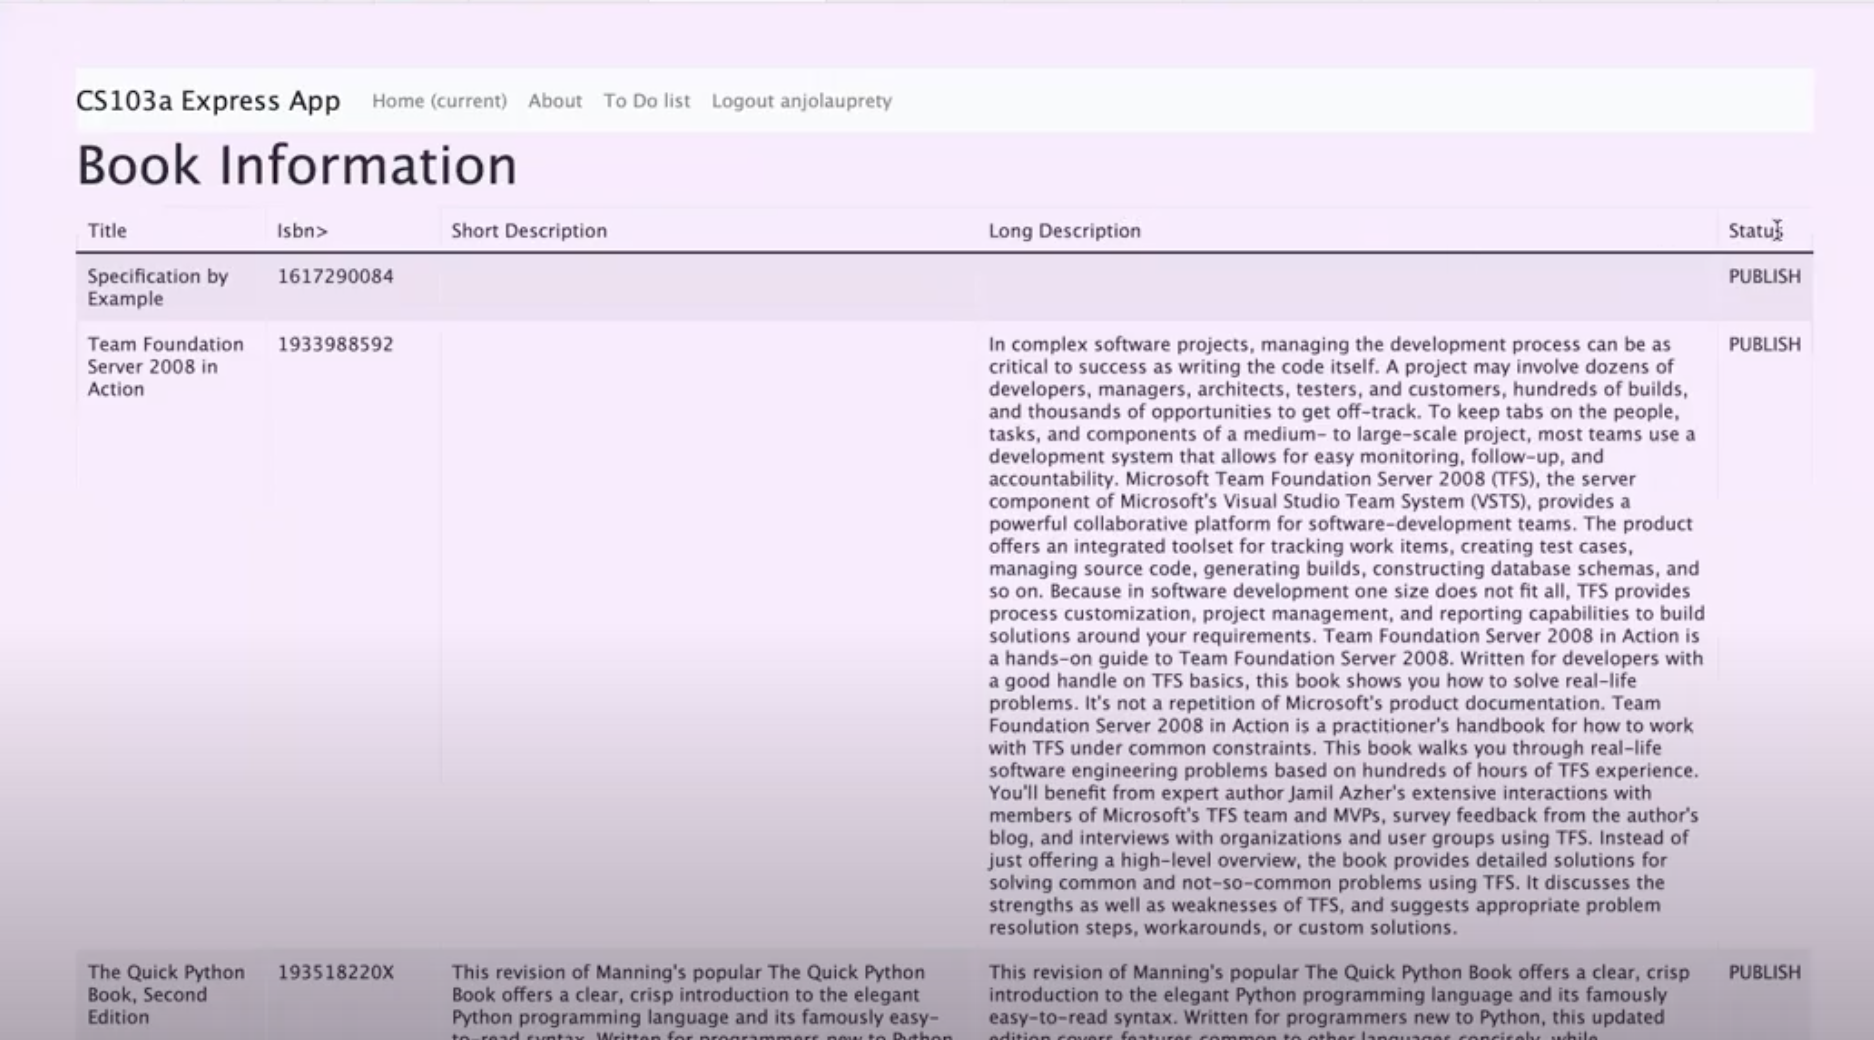 CS103a Express App Home (current) About To Do list Logout anjolauprety
Book Information
Title Isbn> Short Description Long Description Status
Specification by
Example
1617290084
PUBLISH
Team Foundation
Server 2008 in
Action
1933988592
In complex software projects, managing the development process can be as
critical to success as writing the code itself. A project may involve dozens of
developers, managers, architects, testers, and customers, hundreds of builds,
and thousands of opportunities to get off-track. To keep tabs on the people,
tasks, and components of a medium- to large-scale project, most teams use a
development system that allows for easy monitoring, follow-up, and
accountability. Microsoft Team Foundation Server 2008 (TFS), the server
component of Microsoft's Visual Studio Team System (VSTS), provides a
powerful collaborative platform for software-development teams. The product
offers an integrated toolset for tracking work items, creating test cases,
managing source code, generating builds, constructing database schemas, and
so on. Because in software development one size does not fit all, TFS provides
process customization, project management, and reporting capabilities to build
solutions around your requirements. Team Foundation Server 2008 in Action is
a hands-on guide to Team Foundation Server 2008. Written for developers with
a good handle on TFS basics, this book shows you how to solve real-life
problems. It's not a repetition of Microsoft's product documentation. Team
Foundation Server 2008 in Action is a practitioner's handbook for how to work
with TFS under common constraints. This book walks you through real-life
software engineering problems based on hundreds of hours of TFS experience.
You'll benefit from expert author Jamil Azher's extensive interactions with
members of Microsoft's TFS team and MVPs, survey feedback from the author's
blog, and interviews with organizations and user groups using TFS. Instead of
just offering a high-level overview, the book provides detailed solutions for
solving common and not-so-common problems using TFS. It discusses the
strengths as well as weaknesses of TFS, and suggests appropriate problem
resolution steps, workarounds, or custom solutions.
PUBLISH
The Quick Python
Book, Second
Edition
193518220X
This revision of Manning's popular The Quick Python
Book offers a clear, crisp introduction to the elegant
Python programming language and its famously easy-
to-read syntax. Written for programmers new to Python
This revision of Manning's popular The Quick Python Book offers a clear, crisp
introduction to the elegant Python programming language and its famously
easy-to-read syntax. Written for programmers new to Python, this updated
edition covers features common to other languages concisely, while
PUBLISH